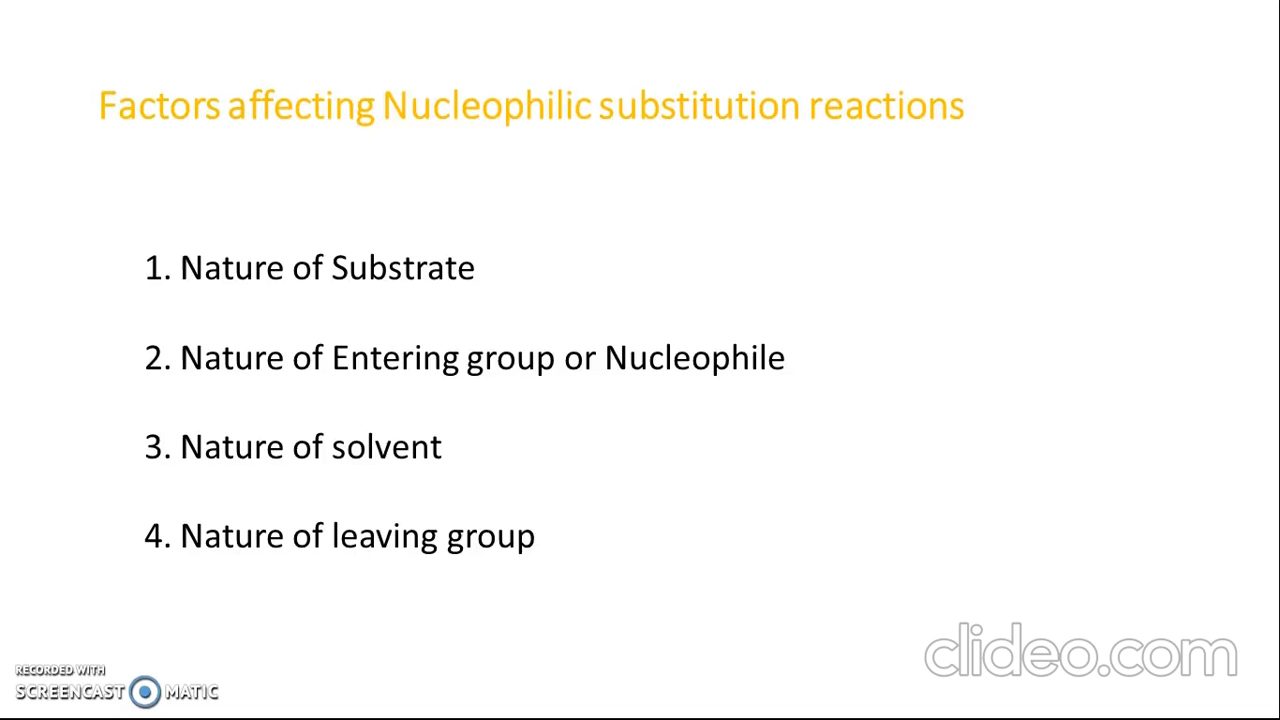 Factors affecting Nucleophilic substitution reactions
1. Nature of Substrate
2. Nature of Entering group or Nucleophile
3. Nature of solvent
4. Nature of leaving group
clideo.com
RECORDED WITH
SCREENCAST MATIC